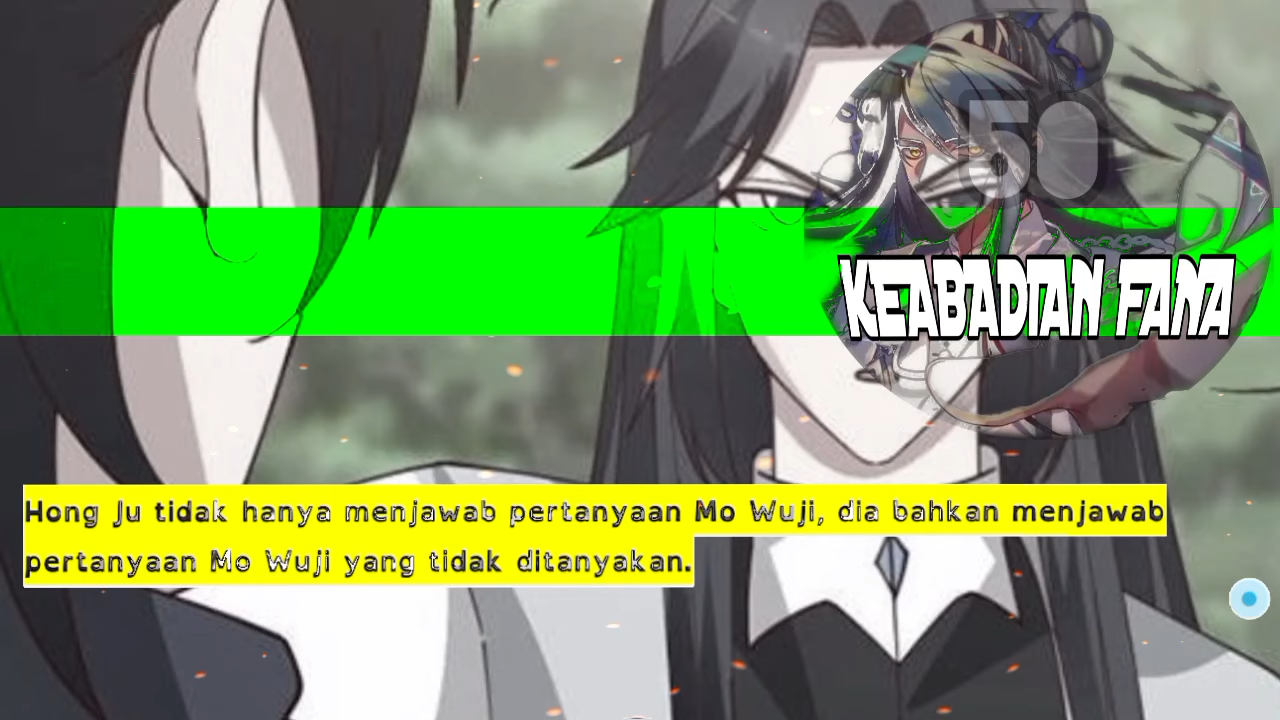 50
KEABADIAN FANA
Hong Ju tidak hanya menjawab pertanyaan Mo Wuji, dia bahkan menjawab
pertanyaan Mo Wuji yang tidak ditanyakan.